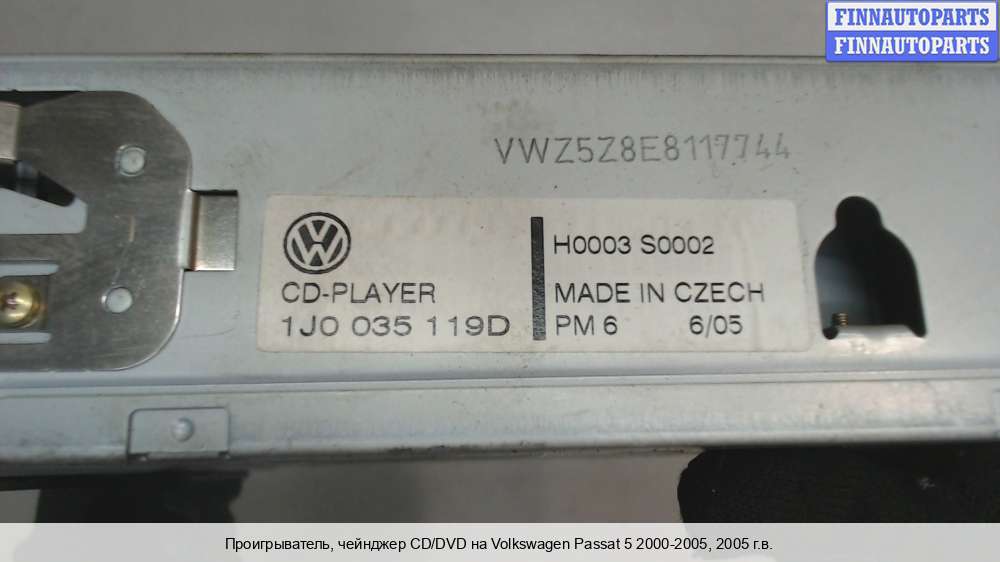 FINNAUTOPARTS
FINNAUTOPARTS
VWZ5Z8E8117744
CD-PLAYER
1J0 035 119D
H0003 S0002
MADE IN CZECH
PM 6 6/05
Проигрыватель, чейнджер CD/DVD на Volkswagen Passat 5 2000-2005, 2005 г.в.